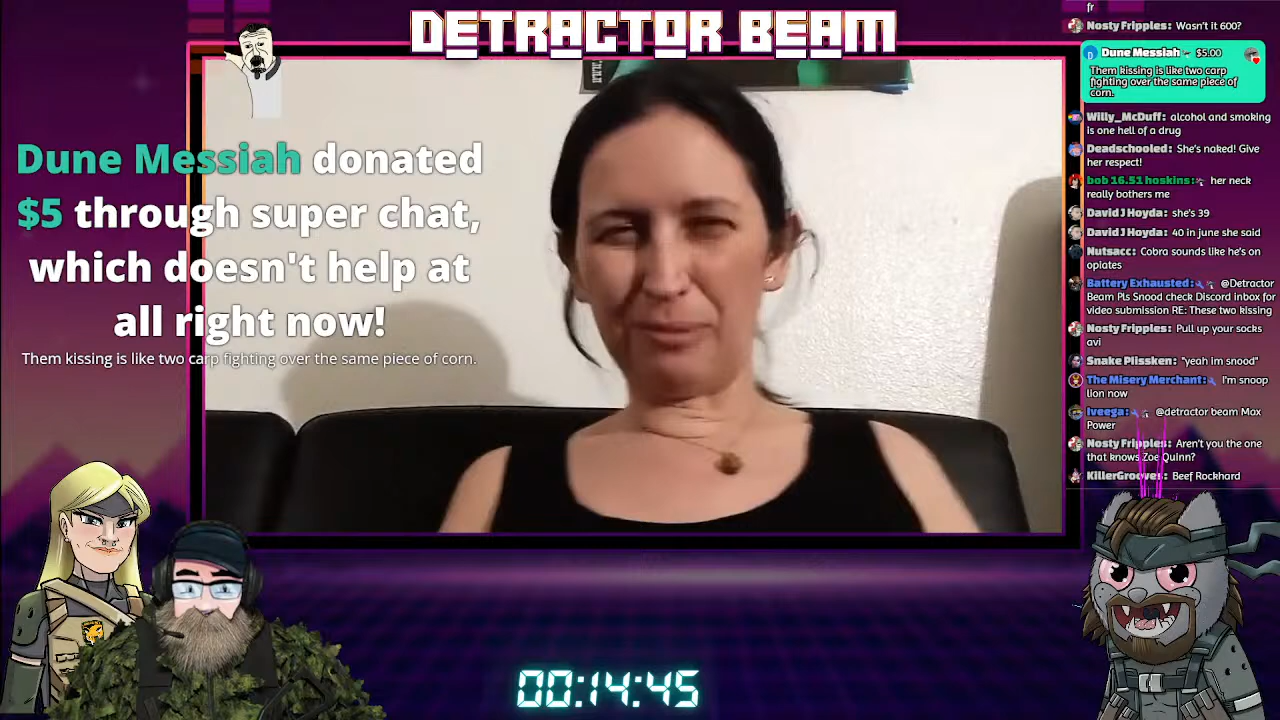 DETRACTOR BEAM
Dune Messiah donated
$5 through super chat,
which doesn't help at
all right now!
Them kissing is like two carp fighting over the same piece of corn.
00:14:45
fr
Nosty Fripples: Wasn't it 600?
D Dune Messiah $5.00
Them kissing is like two carp
fighting over the same piece of
corn.
Willy_McDuff: alcohol and smoking
is one hell of a drug
Deadschooled: She's naked! Give
her respect!
bob 16.51 hoskins: her neck
really bothers me
David J Hoyda: she's 39
David J Hoyda: 40 in june she said
Nutsacc: Cobra sounds like he's on
opiates
Battery Exhausted: @Detractor
Beam Pls Snood check Discord inbox for
video submission RE: These two kissing
Nosty Fripples: Pull up your socks
avi
Snake Plissken: "yeah Im snood"
The Misery Merchant: I'm snoop
lion now
Iveega: @detractor beam Max
Power
Nosty Fripples: Aren't you the one
that knows Zoe Quinn?
KillerGrooves: Beef Rockhard